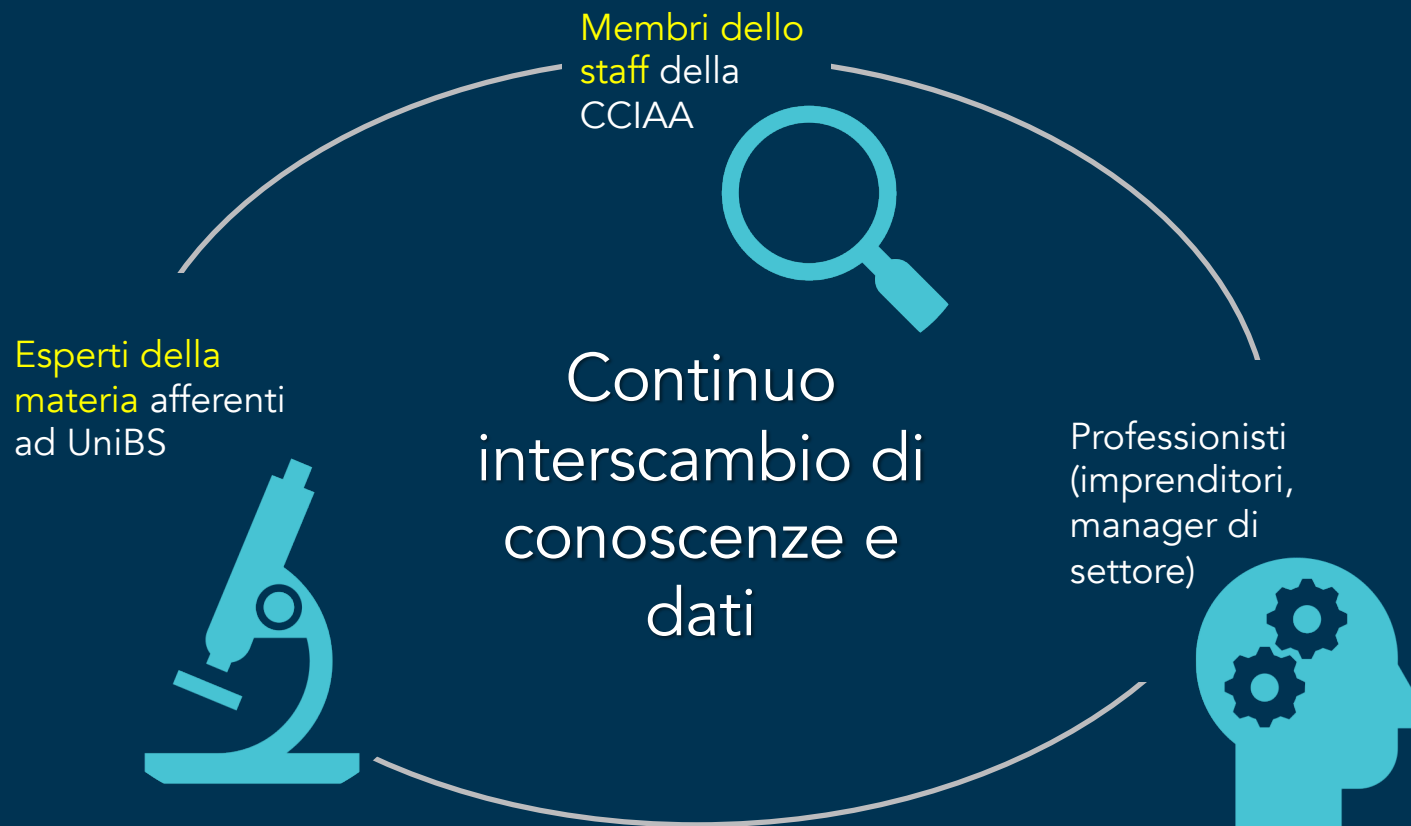 Membri dello
staff della
CCIAA
Esperti della
materia afferenti
ad UniBS
Continuo
interscambio di
conoscenze e
dati
Professionisti
(imprenditori,
manager di
settore)